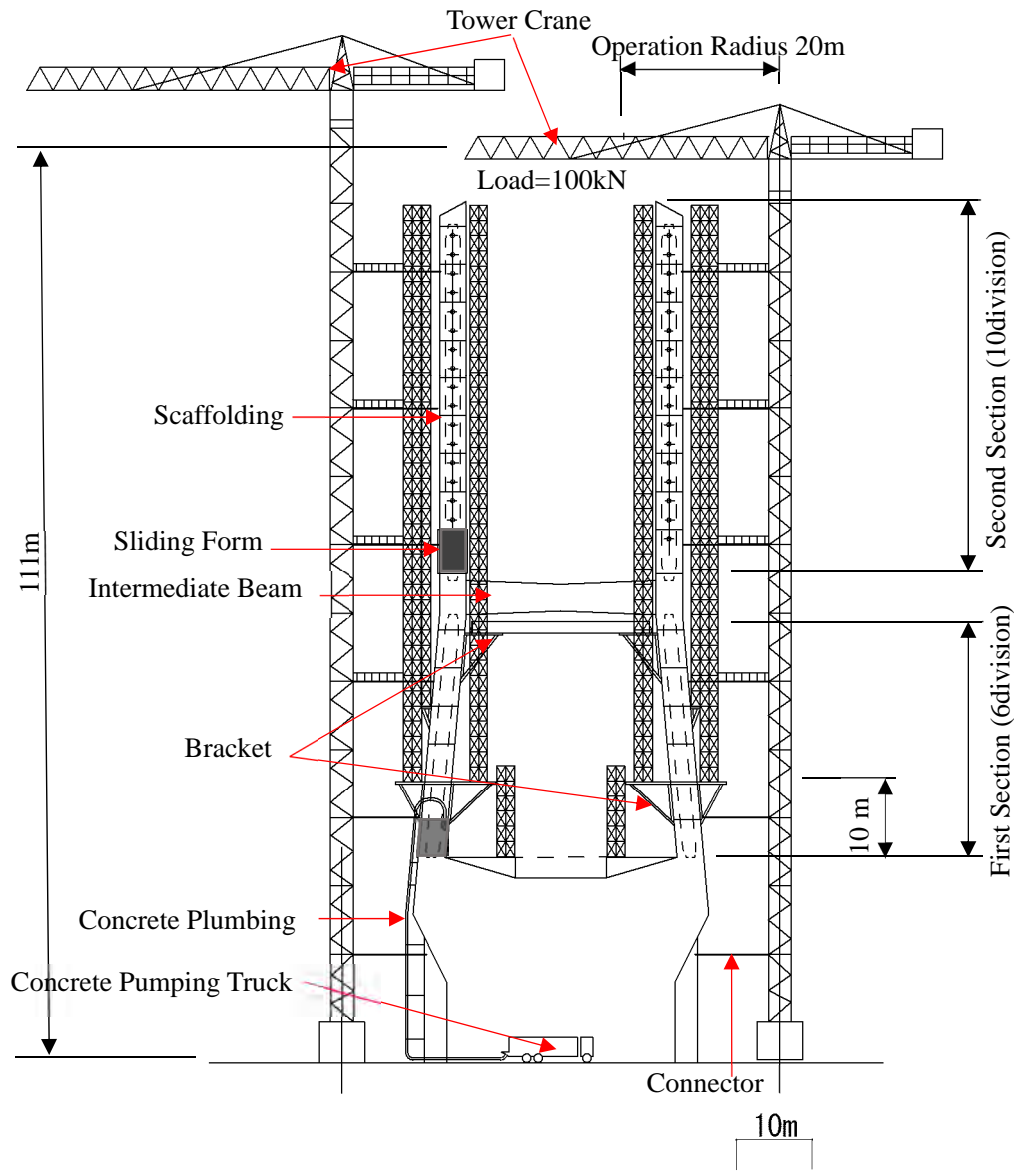 Tower Crane
Operation Radius 20m
Load=100kN
Second Section (10division)
Scaffolding
111m
Sliding Form
Intermediate Beam
First Section (6division)
Bracket
10 m
Concrete Plumbing
Concrete Pumping Truck
Connector
10m